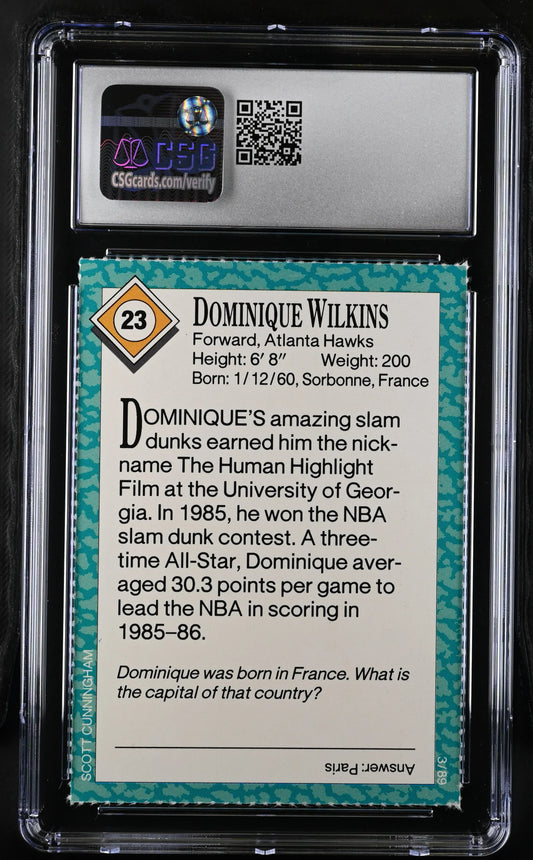 CSG
CSGcards.com/verify
23
DOMINIQUE WILKINS
Forward, Atlanta Hawks
Height: 6' 8" Weight: 200
Born: 1/12/60, Sorbonne, France
DOMINIQUE'S amazing slam
dunks earned him the nick-
name The Human Highlight
Film at the University of Geor-
gia. In 1985, he won the NBA
slam dunk contest. A three-
time All-Star, Dominique aver-
aged 30.3 points per game to
lead the NBA in scoring in
1985–86.
Dominique was born in France. What is
the capital of that country?
Answer: Paris
SCOTT CUNNINGHAM
3/89